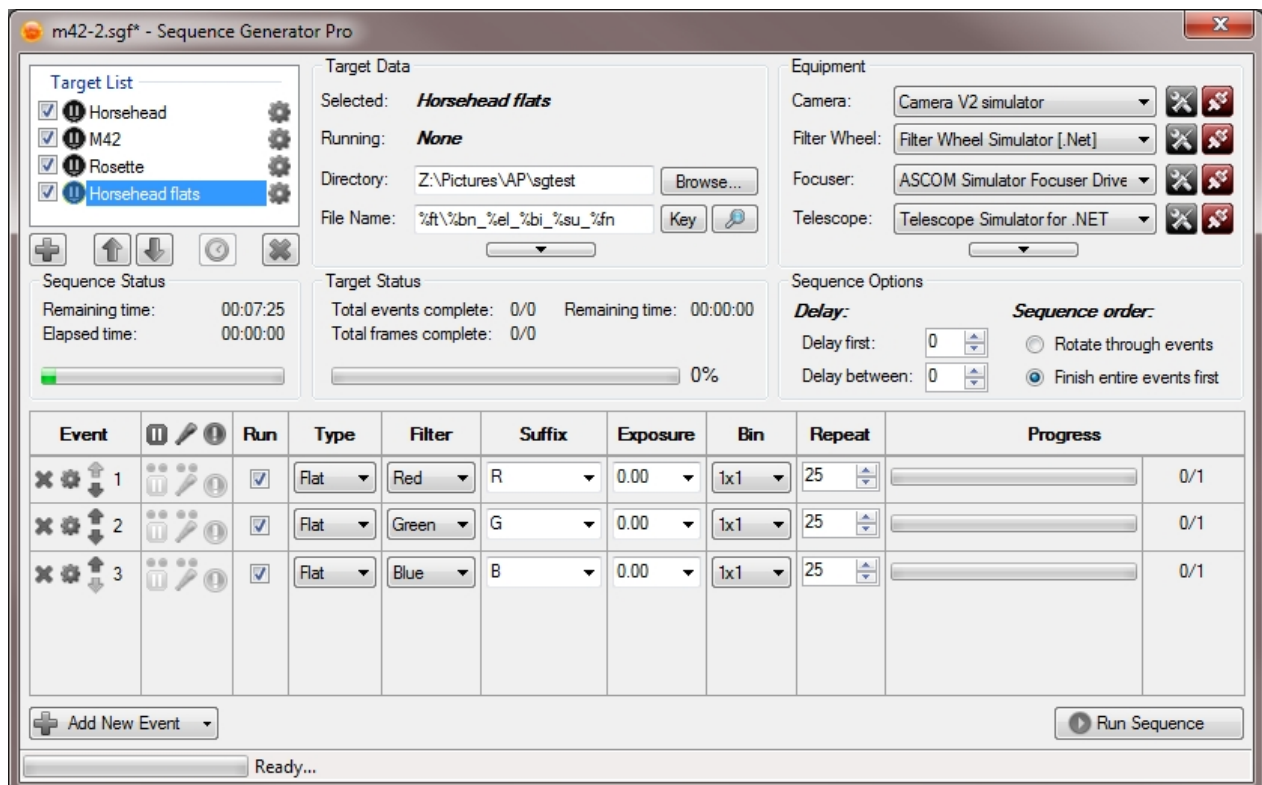 m42-2.sgf* - Sequence Generator Pro
Target List
Horsehead
M42
Rosette
Horsehead flats
Target Data
Selected: Horsehead flats
Running: None
Directory: Z:\Pictures\AP\sgtest Browse...
File Name: %ft\%bn_%el_%bi_%su_%fn Key
Equipment
Camera: Camera V2 simulator
Filter Wheel: Filter Wheel Simulator [.Net]
Focuser: ASCOM Simulator Focuser Drive
Telescope: Telescope Simulator for .NET
Sequence Status
Remaining time: 00:07:25
Elapsed time: 00:00:00
Target Status
Total events complete: 0/0 Remaining time: 00:00:00
Total frames complete: 0/0
0%
Sequence Options
Delay: Sequence order:
Delay first: 0 Rotate through events
Delay between: 0 Finish entire events first
Event Run Type Filter Suffix Exposure Bin Repeat Progress
1 Flat Red R 0.00 1x1 25 0/1
2 Flat Green G 0.00 1x1 25 0/1
3 Flat Blue B 0.00 1x1 25 0/1
Add New Event Run Sequence
Ready...